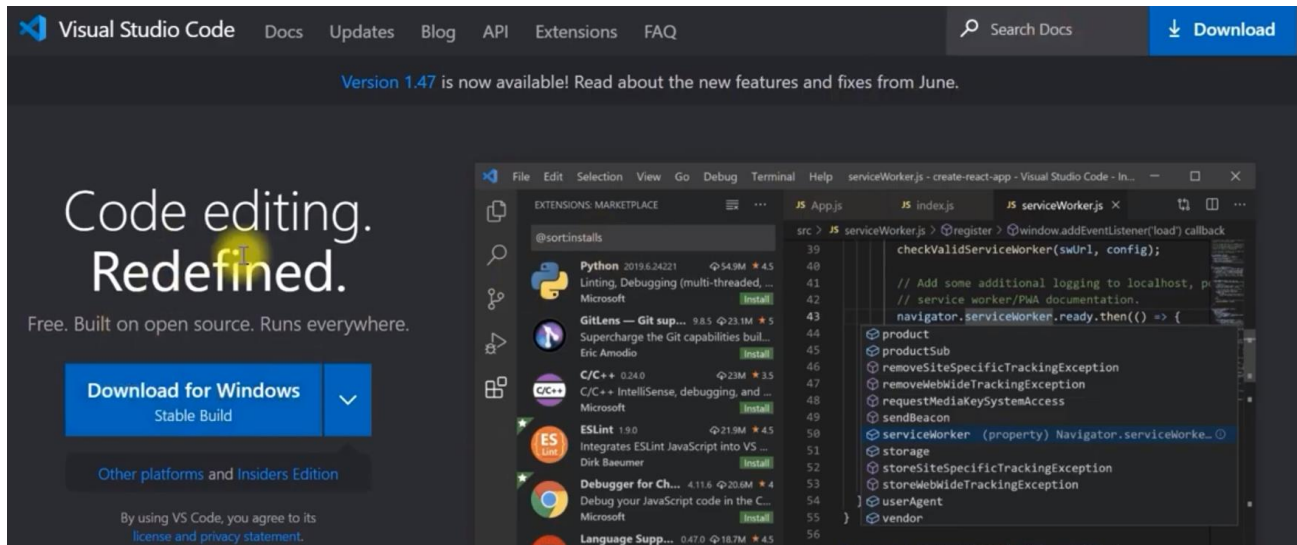 Visual Studio Code Docs Updates Blog API Extensions FAQ Search Docs Download
Version 1.47 is now available! Read about the new features and fixes from June.
Code editing.
Redefined.
Free. Built on open source. Runs everywhere.
Download for Windows
Stable Build
Other platforms and Insiders Edition
By using VS Code, you agree to its
license and privacy statement.
File Edit Selection View Go Debug Terminal Help serviceWorker.js - create-react-app - Visual Studio Code - In...
EXTENSIONS: MARKETPLACE
@sort:installs
Python 2019.6.24221 54.9M ★ 4.5
Linting, Debugging (multi-threaded, ...
Microsoft Install
GitLens — Git sup... 9.8.5 23.1M ★ 5
Supercharge the Git capabilities buil...
Eric Amodio Install
C/C++ 0.24.0 23M ★ 3.5
C/C++ IntelliSense, debugging, and ...
Microsoft Install
ESLint 1.9.0 21.9M ★ 4.5
Integrates ESLint JavaScript into VS ...
Dirk Baeumer Install
Debugger for Ch... 4.11.6 20.6M ★ 4
Debug your JavaScript code in the C...
Microsoft Install
Language Supp... 0.47.0 18.7M ★ 4.5
C/C++
ES
Lint
JS App.js JS index.js JS serviceWorker.js
src > JS serviceWorker.js > register > window.addEventListener('load') callback
39 checkValidServiceWorker(swUrl, config);
40
41 // Add some additional logging to localhost, p
42 // service worker/PWA documentation.
43 navigator.serviceWorker.ready.then(() => {
44 product
45 productSub
46 removeSiteSpecificTrackingException
47 removeWebWideTrackingException
48 requestMediaKeySystemAccess
49 sendBeacon
50 serviceWorker (property) Navigator.serviceWorke...
51 storage
52 storeSiteSpecificTrackingException
53 storeWebWideTrackingException
54 } userAgent
55 } vendor
56